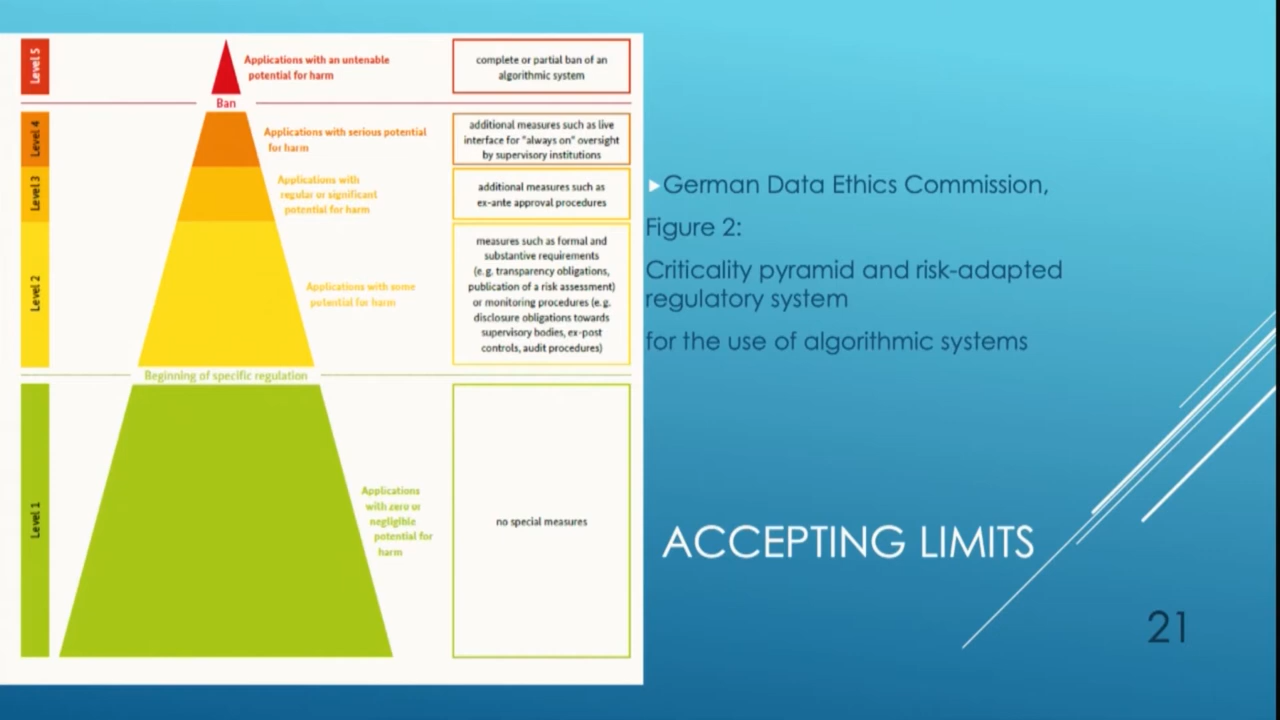 Level 5
Applications with an untenable
potential for harm
complete or partial ban of an
algorithmic system
Ban
Level 4
Applications with serious potential
for harm
additional measures such as live
interface for "always on" oversight
by supervisory institutions
Level 3
Applications with
regular or significant
potential for harm
additional measures such as
ex-ante approval procedures
Level 2
Applications with some
potential for harm
measures such as formal and
substantive requirements
(e.g. transparency obligations,
publication of a risk assessment)
or monitoring procedures (e.g.
disclosure obligations towards
supervisory bodies, ex-post
controls, audit procedures)
Beginning of specific regulation
Level 1
Applications
with zero or
negligible
potential for
harm
no special measures
German Data Ethics Commission,
Figure 2:
Criticality pyramid and risk-adapted
regulatory system
for the use of algorithmic systems
ACCEPTING LIMITS
21